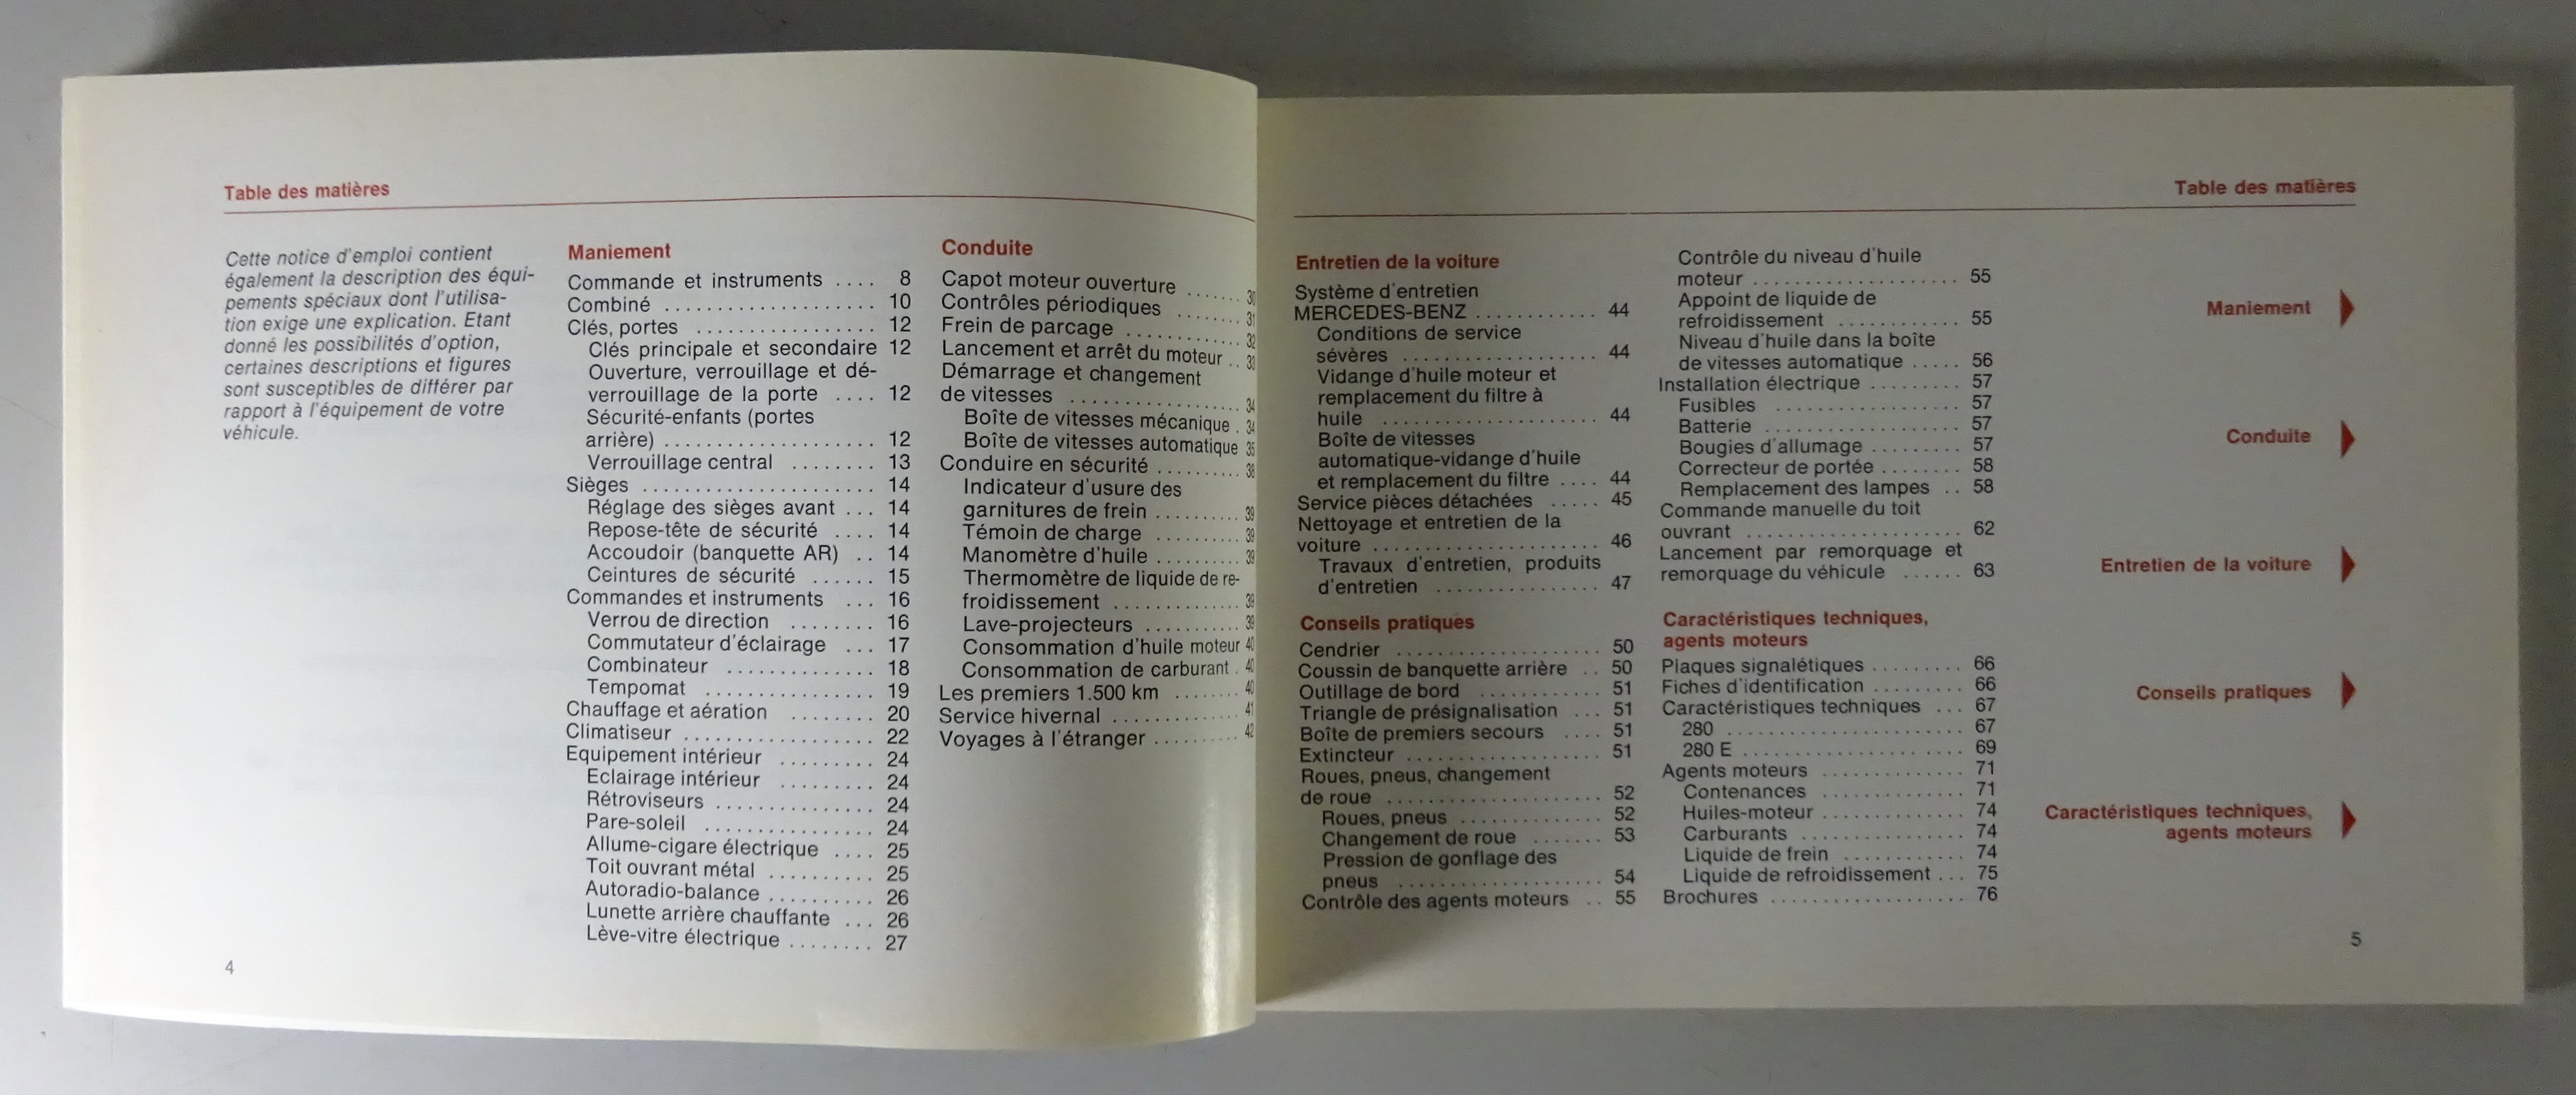 Table des matières
Cette notice d'emploi contient
également la description des équi-
pements spéciaux dont l'utilisa-
tion exige une explication. Etant
donné les possibilités d'option,
certaines descriptions et figures
sont susceptibles de différer par
rapport à l'équipement de votre
véhicule.
4
Maniement
Commande et instruments .... 8
Combiné .................... 10
Clés, portes ................. 12
Clés principale et secondaire 12
Ouverture, verrouillage et dé-
verrouillage de la porte .... 12
Sécurité-enfants (portes
arrière) .................... 12
Verrouillage central ........ 13
Sièges ...................... 14
Réglage des sièges avant ... 14
Repose-tête de sécurité .... 14
Accoudoir (banquette AR) .. 14
Ceintures de sécurité ...... 15
Commandes et instruments ... 16
Verrou de direction ........ 16
Commutateur d'éclairage ... 17
Combinateur .............. 18
Tempomat ................ 19
Chauffage et aération ........ 20
Climatiseur .................. 22
Equipement intérieur ......... 24
Eclairage intérieur ......... 24
Rétroviseurs ............... 24
Pare-soleil ................ 24
Allume-cigare électrique .... 25
Toit ouvrant métal .......... 25
Autoradio-balance .......... 26
Lunette arrière chauffante ... 26
Lève-vitre électrique ........ 27
Conduite
Capot moteur ouverture ....... 30
Contrôles périodiques ........ 31
Frein de parcage ............ 32
Lancement et arrêt du moteur .. 33
Démarrage et changement
de vitesses .................. 34
Boîte de vitesses mécanique . 34
Boîte de vitesses automatique 35
Conduire en sécurité .......... 38
Indicateur d'usure des
garnitures de frein .......... 39
Témoin de charge .......... 39
Manomètre d'huile .......... 39
Thermomètre de liquide de re-
froidissement .............. 39
Lave-projecteurs ........... 39
Consommation d'huile moteur 40
Consommation de carburant . 40
Les premiers 1.500 km ........ 40
Service hivernal .............. 41
Voyages à l'étranger .......... 42
Table des matières
Entretien de la voiture
Système d'entretien
MERCEDES-BENZ ............ 44
Conditions de service
sévères ................... 44
Vidange d'huile moteur et
remplacement du filtre à
huile ...................... 44
Boîte de vitesses
automatique-vidange d'huile
et remplacement du filtre .... 44
Service pièces détachées ..... 45
Nettoyage et entretien de la
voiture ....................... 46
Travaux d'entretien, produits
d'entretien ................ 47
Conseils pratiques
Cendrier .................... 50
Coussin de banquette arrière .. 50
Outillage de bord ............ 51
Triangle de présignalisation ... 51
Boîte de premiers secours .... 51
Extincteur ................... 51
Roues, pneus, changement
de roue ...................... 52
Roues, pneus .............. 52
Changement de roue ....... 53
Pression de gonflage des
pneus .................... 54
Contrôle des agents moteurs .. 55
Contrôle du niveau d'huile
moteur .................... 55
Appoint de liquide de
refroidissement ............ 55
Niveau d'huile dans la boîte
de vitesses automatique ..... 56
Installation électrique ......... 57
Fusibles .................. 57
Batterie ................... 57
Bougies d'allumage ......... 57
Correcteur de portée ........ 58
Remplacement des lampes .. 58
Commande manuelle du toit
ouvrant ..................... 62
Lancement par remorquage et
remorquage du véhicule ...... 63
Caractéristiques techniques,
agents moteurs
Plaques signalétiques ......... 66
Fiches d'identification ......... 66
Caractéristiques techniques ... 67
280 ....................... 67
280 E ..................... 69
Agents moteurs .............. 71
Contenances .............. 71
Huiles-moteur .............. 74
Carburants ................ 74
Liquide de frein ............ 74
Liquide de refroidissement ... 75
Brochures ................... 76
Maniement
Conduite
Entretien de la voiture
Conseils pratiques
Caractéristiques techniques,
agents moteurs
5